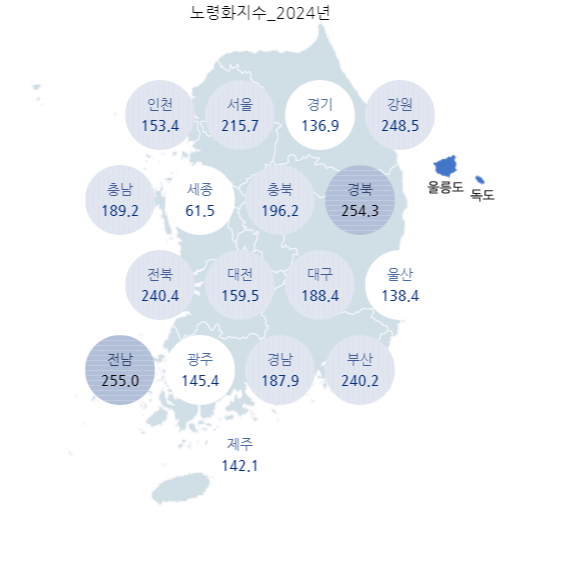 노령화지수_2024년
인천
153.4
서울
215.7
경기
136.9
강원
248.5
울릉도
독도
충남
189.2
세종
61.5
충북
196.2
경북
254.3
전북
240.4
대전
159.5
대구
188.4
울산
138.4
전남
255.0
광주
145.4
경남
187.9
부산
240.2
제주
142.1